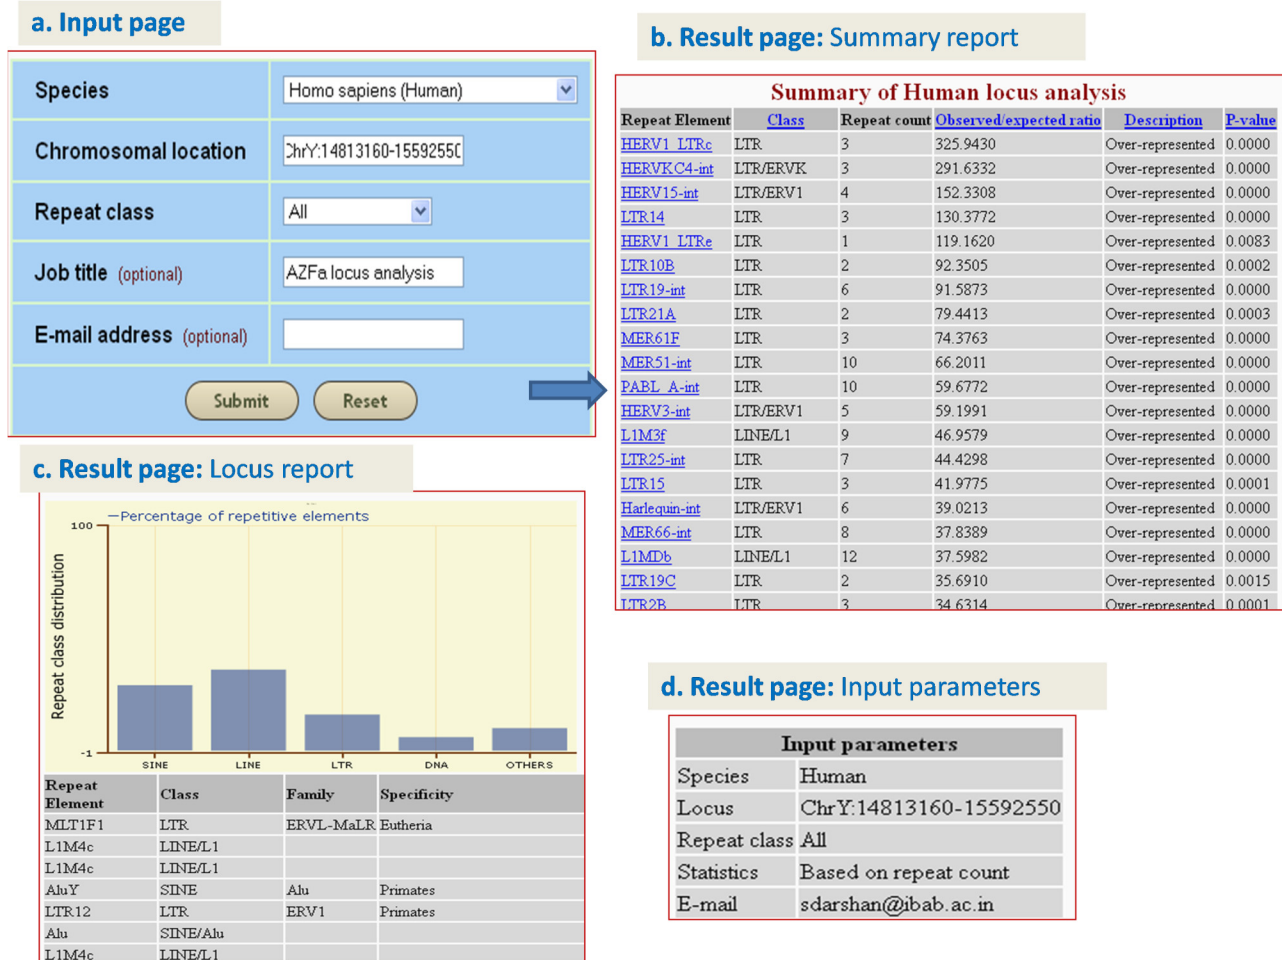 a. Input page
Species
Homo sapiens (Human)
Chromosomal location
ChrY:14813160-1559255
Repeat class
All
Job title (optional)
AZFa locus analysis
E-mail address (optional)
Submit Reset
b. Result page: Summary report
Summary of Human locus analysis
Repeat Element Class Repeat count Observed/expected ratio Description P-value
HERV1_LTRc LTR 3 325.9430 Over-represented 0.0000
HERVKC4-int LTR/ERVK 3 291.6332 Over-represented 0.0000
HERV15-int LTR/ERV1 4 152.3308 Over-represented 0.0000
LTR14 LTR 3 130.3772 Over-represented 0.0000
HERV1_LTRe LTR 1 119.1620 Over-represented 0.0083
LTR10B LTR 2 92.3505 Over-represented 0.0002
LTR19-int LTR 6 91.5873 Over-represented 0.0000
LTR21A LTR 2 79.4413 Over-represented 0.0003
MER61F LTR 3 74.3763 Over-represented 0.0000
MER51-int LTR 10 66.2011 Over-represented 0.0000
PABL_A-int LTR 10 59.6772 Over-represented 0.0000
HERV3-int LTR/ERV1 5 59.1991 Over-represented 0.0000
L1M3f LINE/L1 9 46.9579 Over-represented 0.0000
LTR25-int LTR 7 44.4298 Over-represented 0.0000
LTR15 LTR 3 41.9775 Over-represented 0.0001
Harlequin-int LTR/ERV1 6 39.0213 Over-represented 0.0000
MER66-int LTR 8 37.8389 Over-represented 0.0000
L1MDb LINE/L1 12 37.5982 Over-represented 0.0000
LTR19C LTR 2 35.6910 Over-represented 0.0015
LTR2B LTR 3 34.6314 Over-represented 0.0001
c. Result page: Locus report
Percentage of repetitive elements
100
Repeat class distribution
-1
SINE LINE LTR DNA OTHERS
Repeat Element Class Family Specificity
MLT1F1 LTR ERVL-MaLR Eutheria
L1M4c LINE/L1
L1M4c LINE/L1
AluY SINE Alu Primates
LTR12 LTR ERV1 Primates
Alu SINE/Alu
L1M4c LINE/L1
d. Result page: Input parameters
Input parameters
Species Human
Locus ChrY:14813160-15592550
Repeat class All
Statistics Based on repeat count
E-mail sdarshan@ibab.ac.in